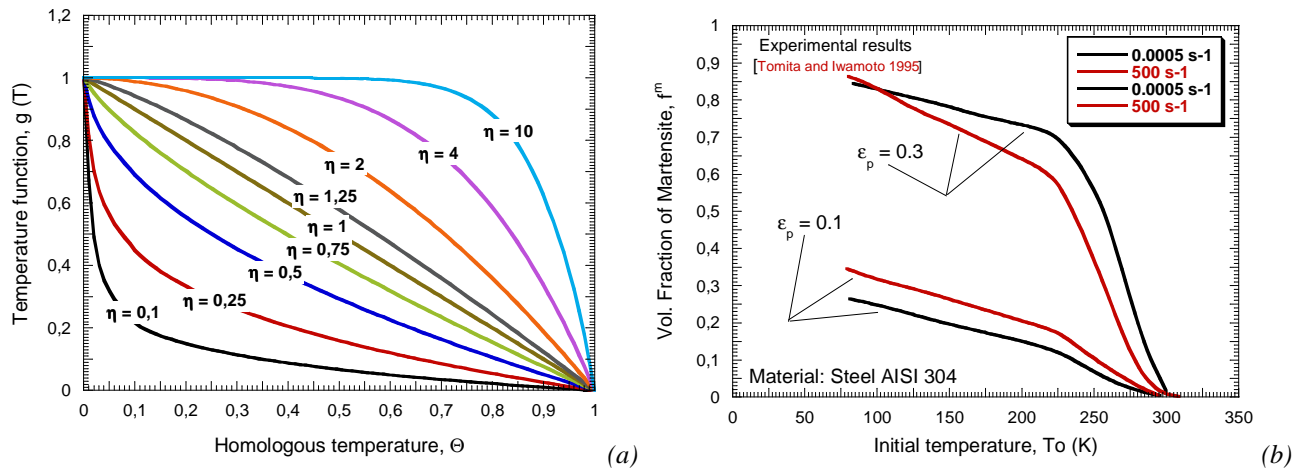 1,2
1
0,8
0,6
0,4
0,2
0
Temperature function, g (T)
η = 10
η = 4
η = 2
η = 1,25
η = 1
η = 0,75
η = 0,5
η = 0,25
η = 0,1
0 0,1 0,2 0,3 0,4 0,5 0,6 0,7 0,8 0,9 1
Homologous temperature, Θ
(a)
1
0,9
0,8
0,7
0,6
0,5
0,4
0,3
0,2
0,1
0
Vol. Fraction of Martensite, f^m
Experimental results
[Tomita and Iwamoto 1995]
0.0005 s-1
500 s-1
0.0005 s-1
500 s-1
ε_p = 0.3
ε_p = 0.1
Material: Steel AISI 304
0 50 100 150 200 250 300 350
Initial temperature, To (K)
(b)